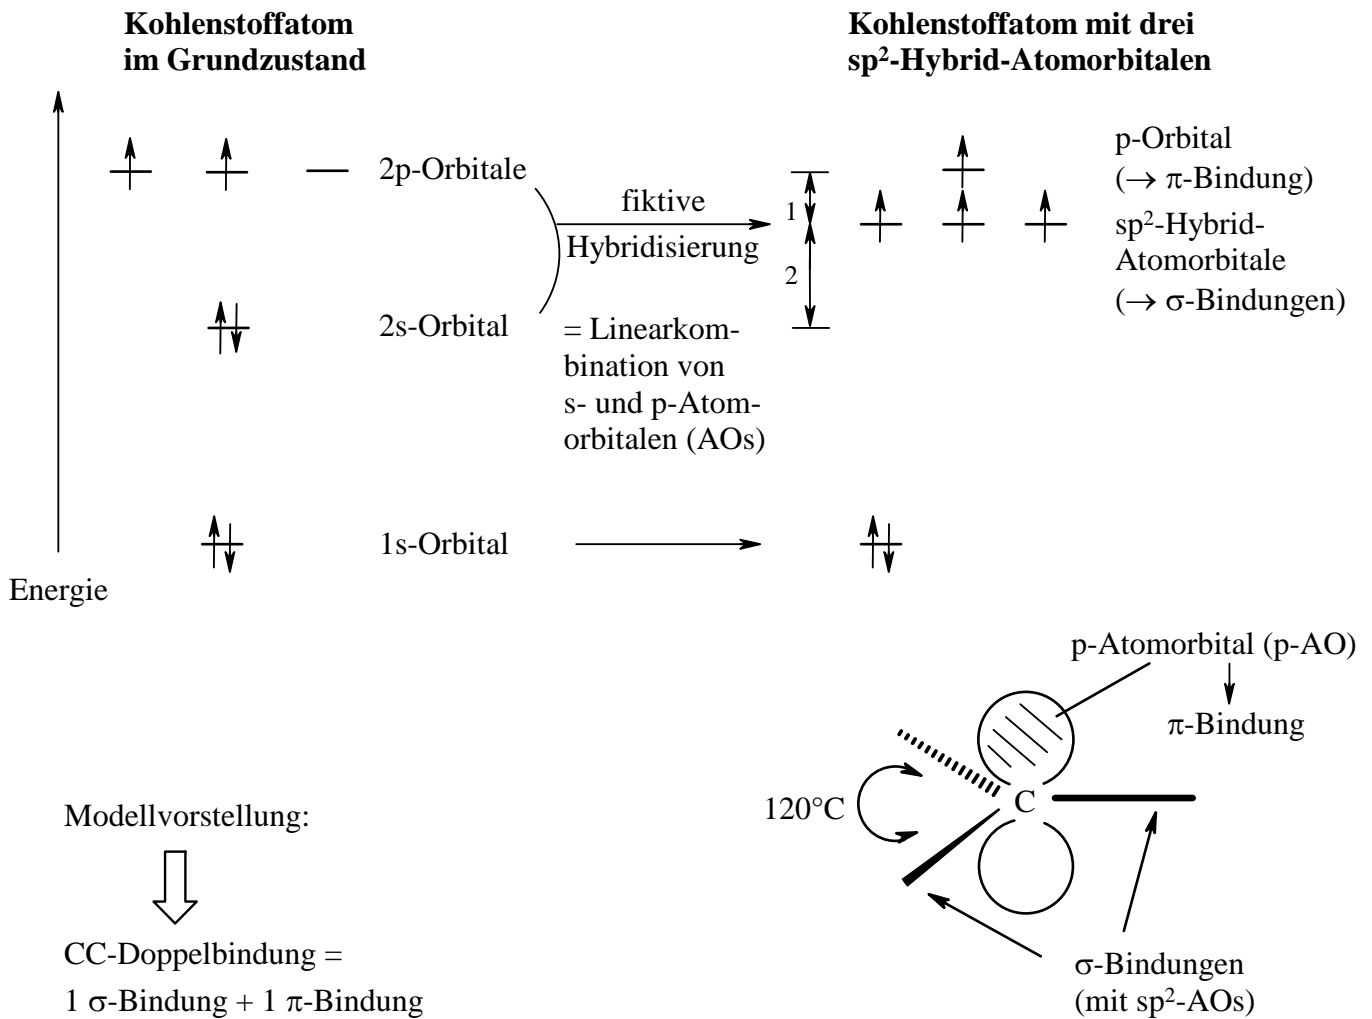 Kohlenstoffatom
im Grundzustand
Kohlenstoffatom mit drei
sp²-Hybrid-Atomorbitalen
2p-Orbitale
fiktive
Hybridisierung
1
2
p-Orbital
(→ π-Bindung)
sp²-Hybrid-
Atomorbitale
(→ σ-Bindungen)
2s-Orbital
= Linearkom-
bination von
s- und p-Atom-
orbitalen (AOs)
1s-Orbital
Energie
p-Atomorbital (p-AO)
π-Bindung
120°C
C
Modellvorstellung:
CC-Doppelbindung =
1 σ-Bindung + 1 π-Bindung
σ-Bindungen
(mit sp²-AOs)